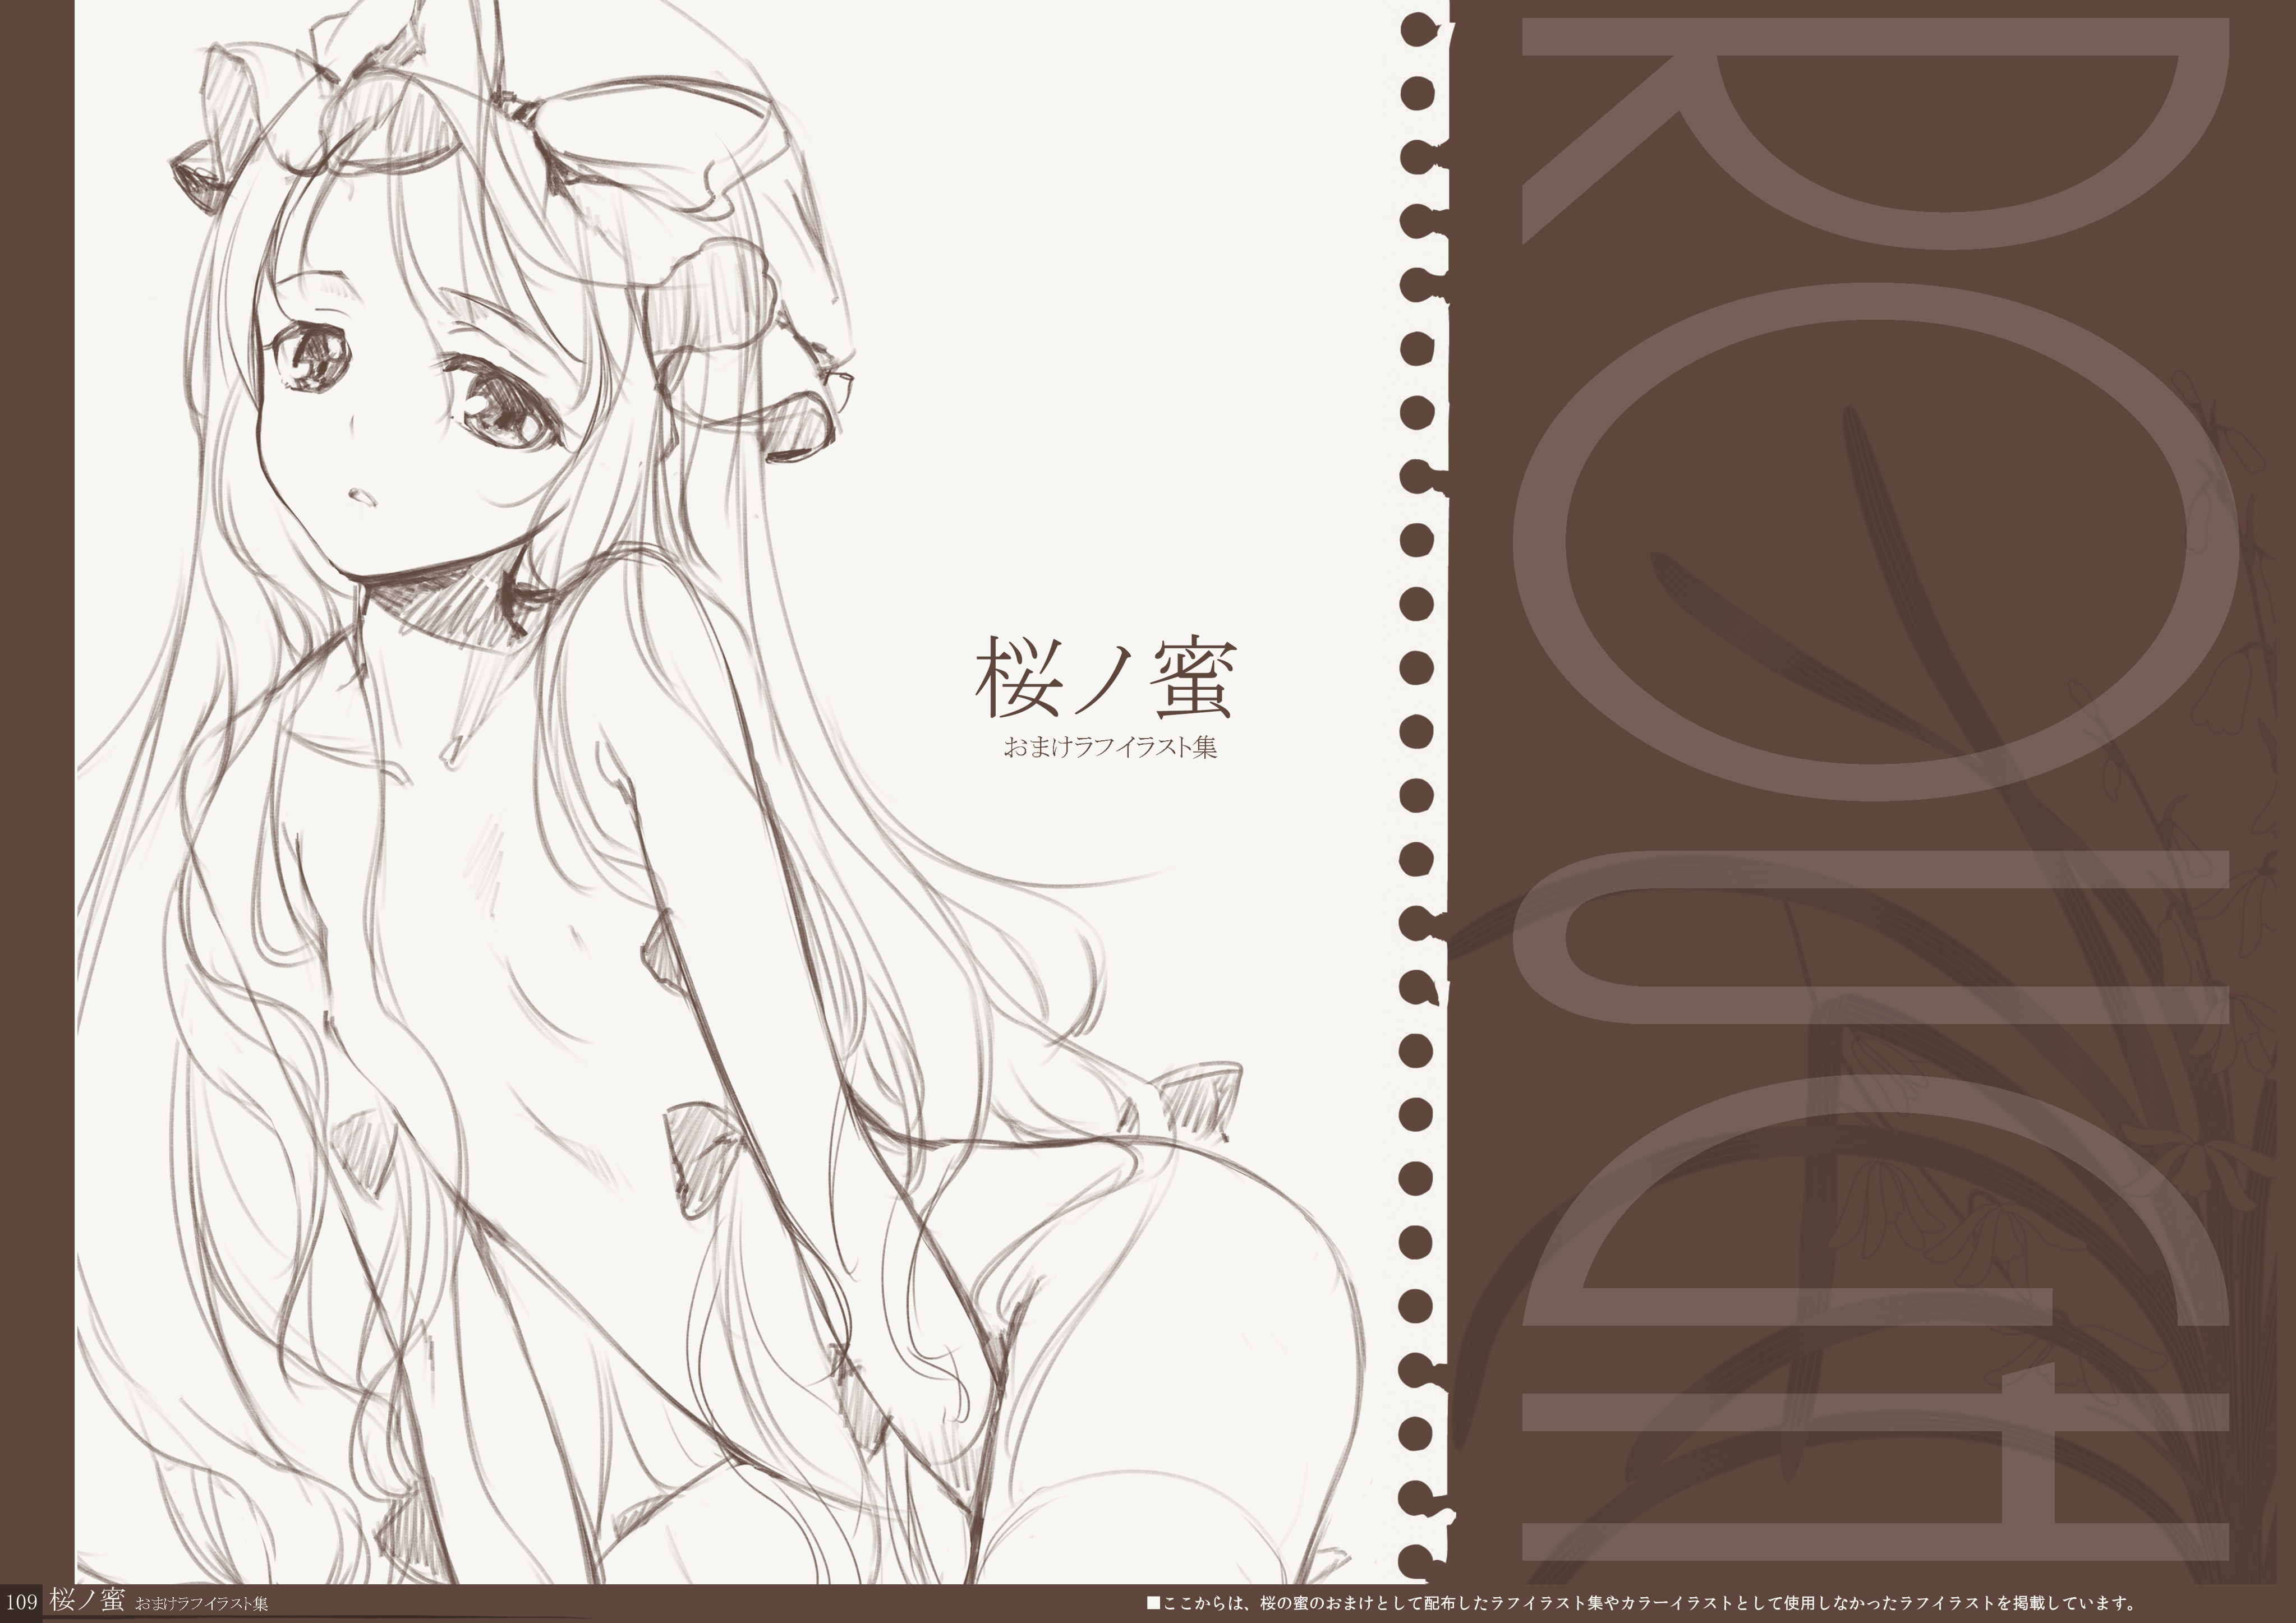 桜ノ蜜
おまけラフイラスト集
ROUGH
109 桜ノ蜜 おまけラフイラスト集
■ここからは、桜の蜜のおまけとして配布したラフイラスト集やカラーイラストとして使用しなかったラフイラストを掲載しています。